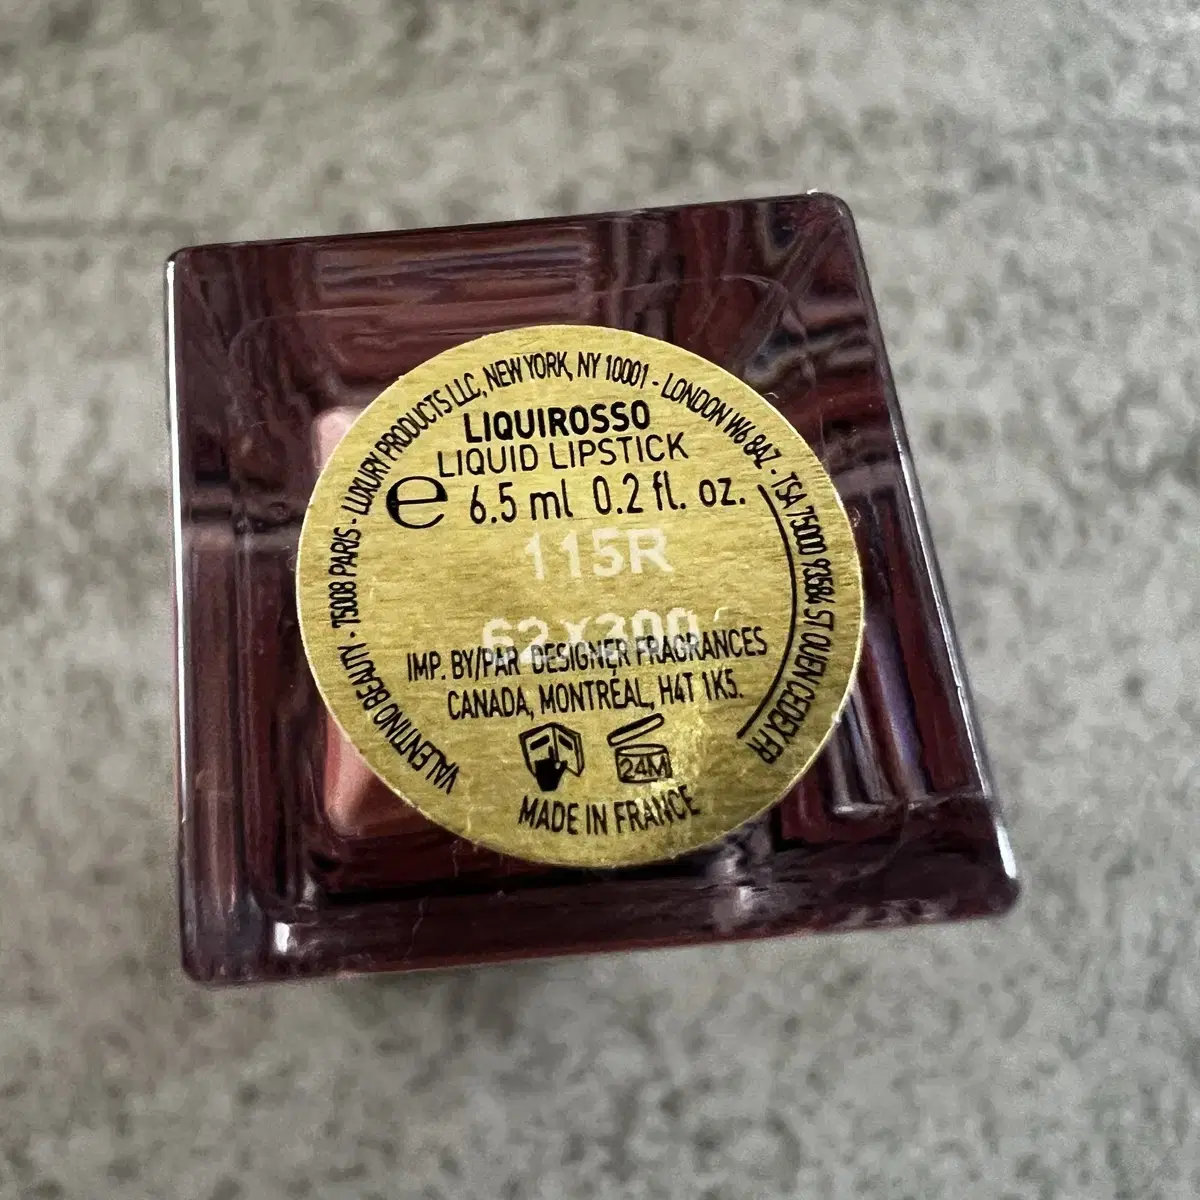 VALENTINO BEAUTY - 75008 PARIS - LUXURY PRODUCTS LLC, NEW YORK, NY 10001 - LONDON W6 8AZ - TSA 75000 93584 ST OUEN CEDEX FR
LIQUIROSSO
LIQUID LIPSTICK
e 6.5 ml 0.2 fl. oz.
115R
62X300
IMP. BY/PAR DESIGNER FRAGRANCES
CANADA, MONTRÉAL, H4T 1K5.
24M
MADE IN FRANCE